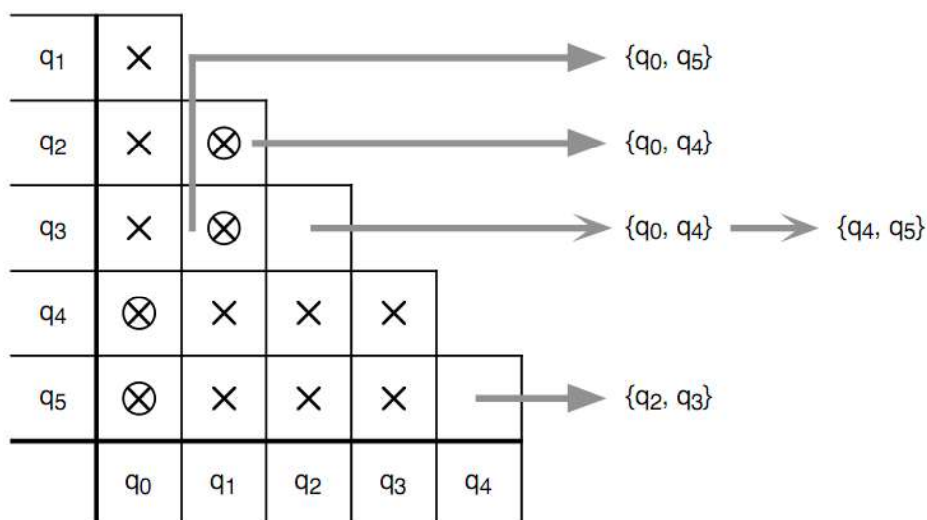 q₁ × {q₀, q₅}
q₂ × ⊗ {q₀, q₄}
q₃ × ⊗ {q₀, q₄} {q₄, q₅}
q₄ ⊗ × × ×
q₅ ⊗ × × × {q₂, q₃}
q₀ q₁ q₂ q₃ q₄